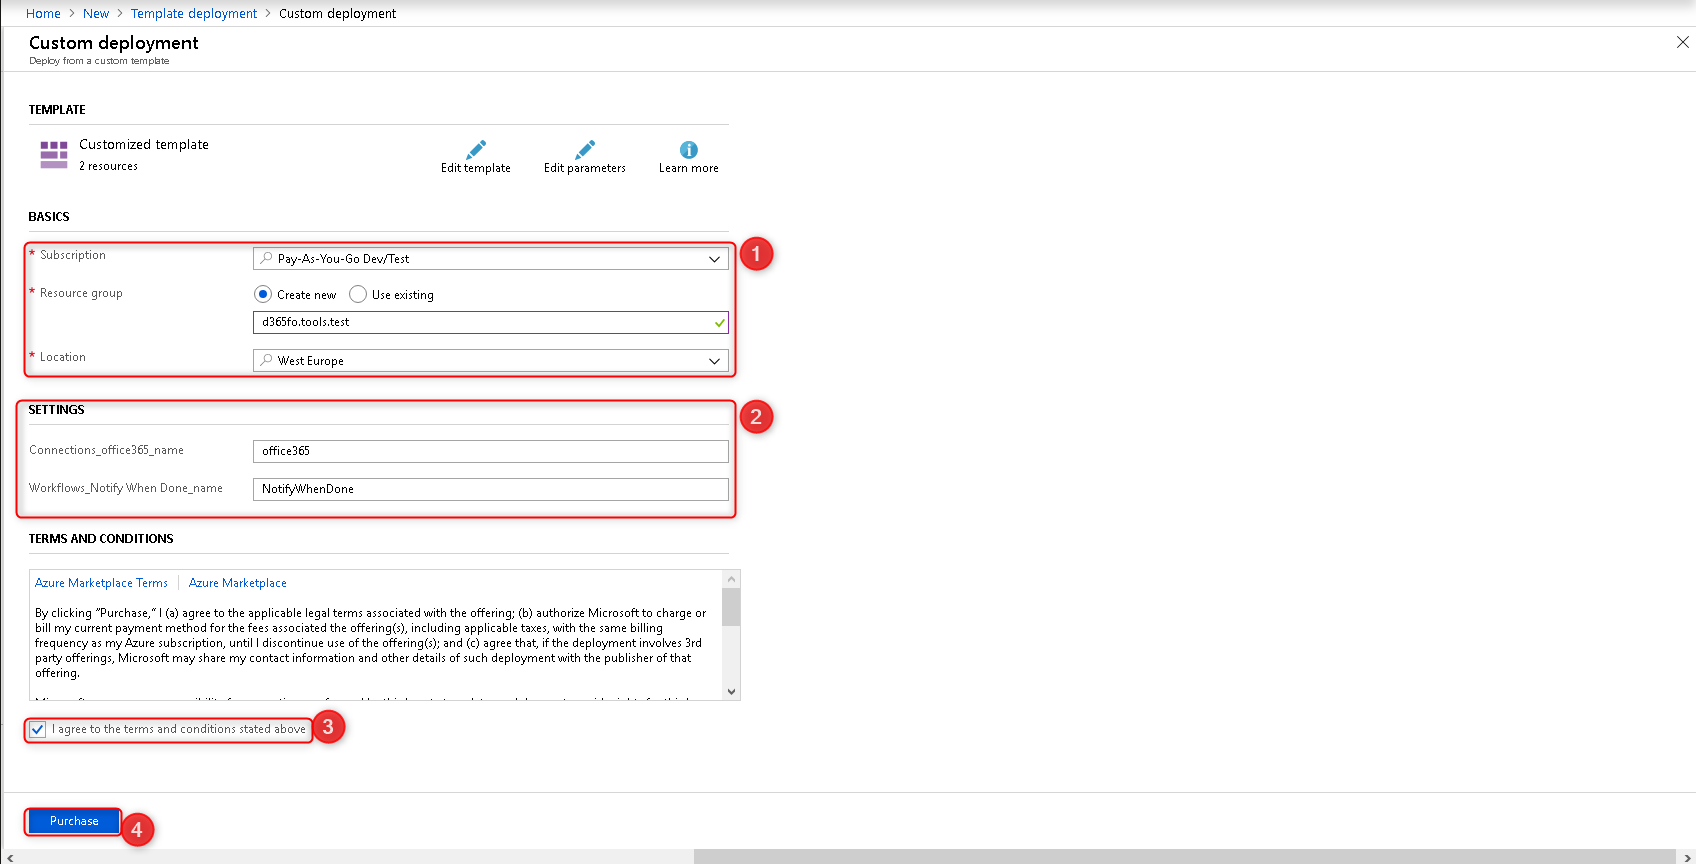 Home > New > Template deployment > Custom deployment
Custom deployment
Deploy from a custom template
TEMPLATE
Customized template
2 resources
Edit template
Edit parameters
Learn more
BASICS
* Subscription
Pay-As-You-Go Dev/Test
1
* Resource group
Create new
Use existing
d365fo.tools.test
* Location
West Europe
SETTINGS
2
Connections_office365_name
office365
Workflows_Notify When Done_name
NotifyWhenDone
TERMS AND CONDITIONS
Azure Marketplace Terms | Azure Marketplace
By clicking "Purchase," I (a) agree to the applicable legal terms associated with the offering; (b) authorize Microsoft to charge or
bill my current payment method for the fees associated the offering(s), including applicable taxes, with the same billing
frequency as my Azure subscription, until I discontinue use of the offering(s); and (c) agree that, if the deployment involves 3rd
party offerings, Microsoft may share my contact information and other details of such deployment with the publisher of that
offering.
I agree to the terms and conditions stated above
3
Purchase
4